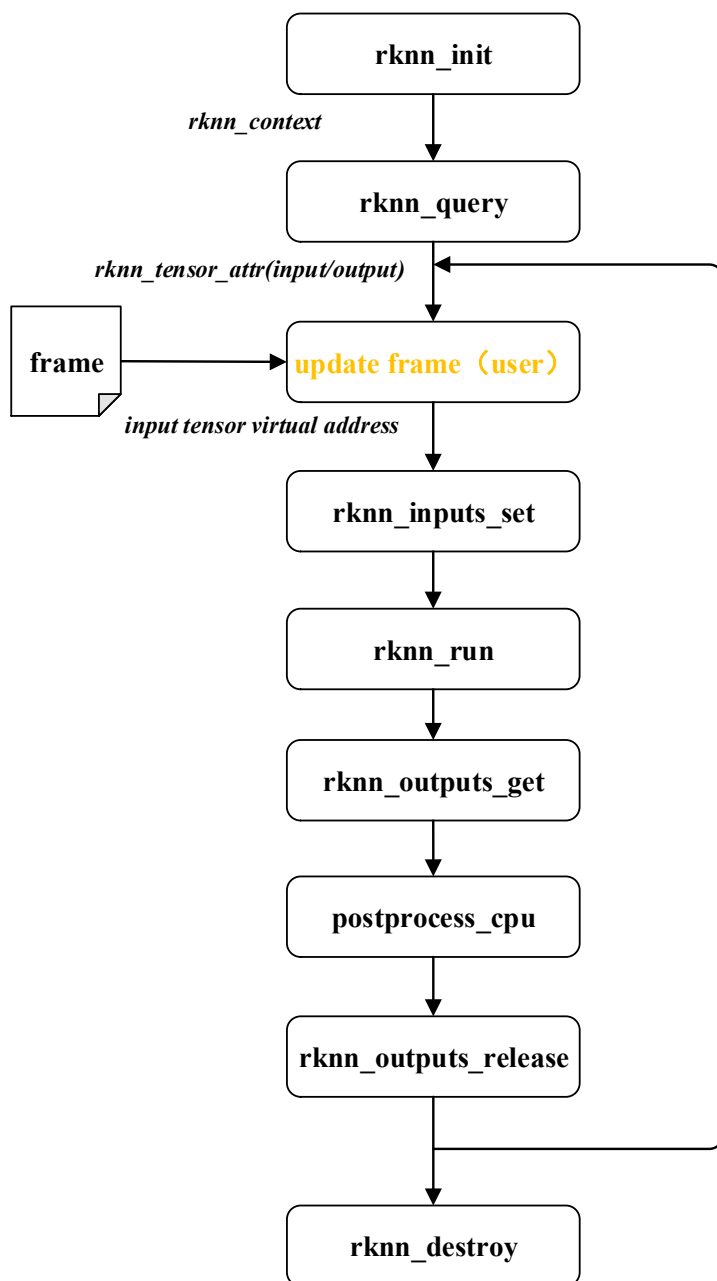 rknn_init
rknn_context
rknn_query
rknn_tensor_attr(input/output)
frame
update frame（user）
input tensor virtual address
rknn_inputs_set
rknn_run
rknn_outputs_get
postprocess_cpu
rknn_outputs_release
rknn_destroy